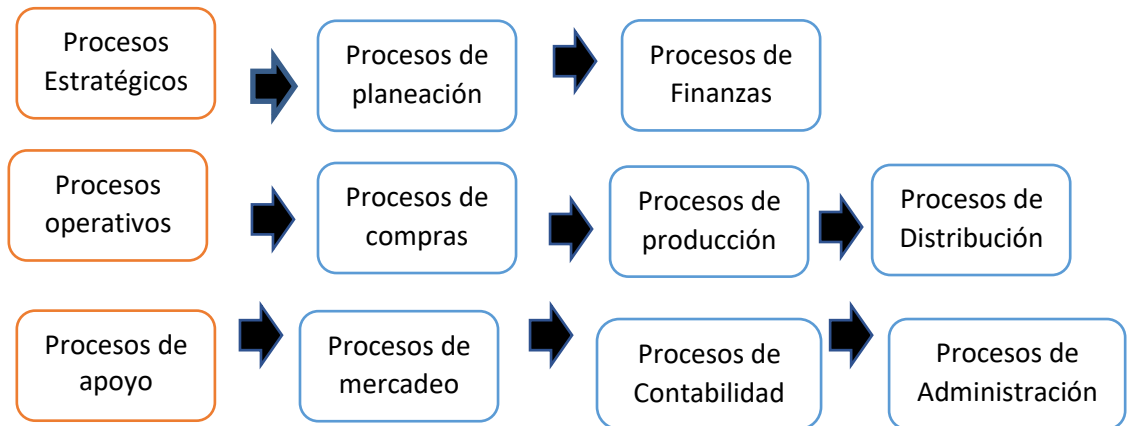 Procesos
Estratégicos
Procesos de
planeación
Procesos de
Finanzas
Procesos
operativos
Procesos de
compras
Procesos de
producción
Procesos de
Distribución
Procesos de
apoyo
Procesos de
mercadeo
Procesos de
Contabilidad
Procesos de
Administración